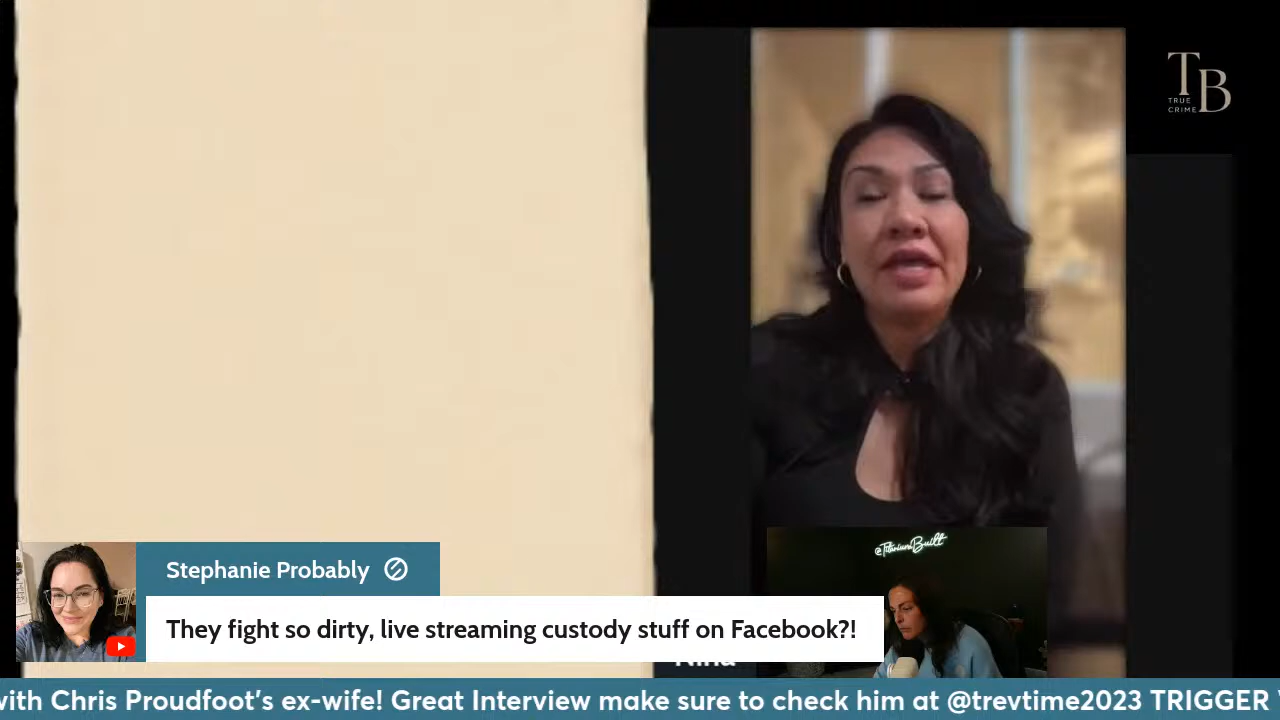 TB
TRUE
CRIME
@TitaniumBuilt
Stephanie Probably
They fight so dirty, live streaming custody stuff on Facebook?!
Nina
with Chris Proudfoot's ex-wife! Great Interview make sure to check him at @trevtime2023 TRIGGER